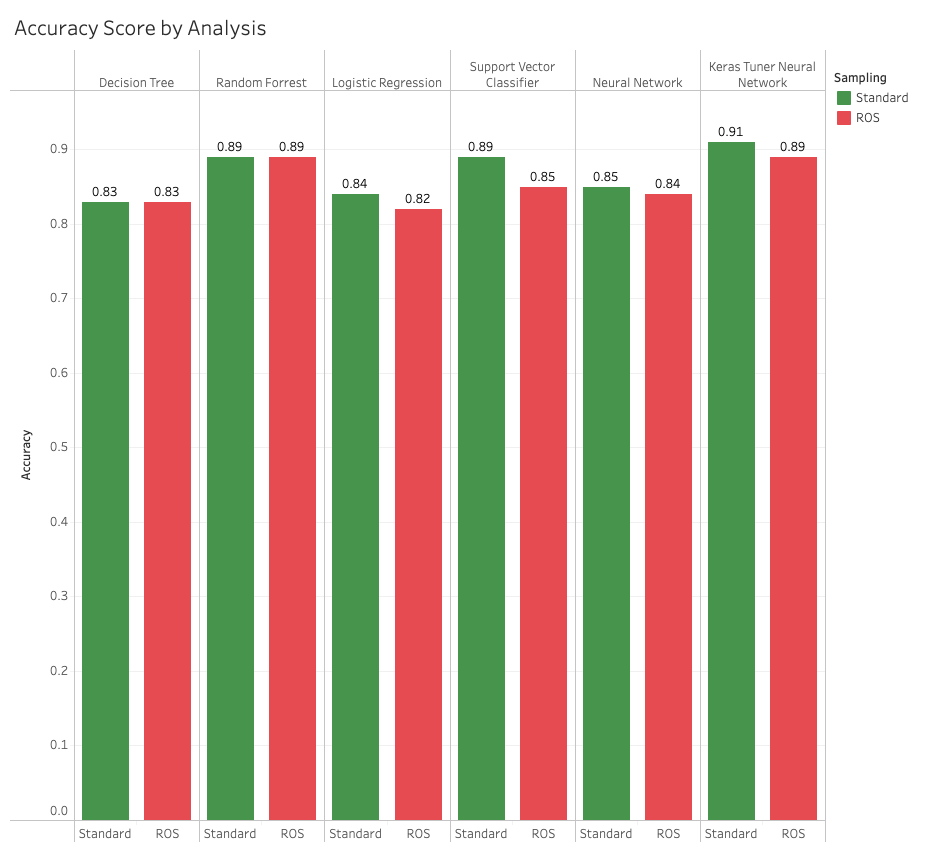 Accuracy Score by Analysis
Support Vector
Keras Tuner Neural
Decision Tree
Random Forrest
Logistic Regression
Classifier
Neural Network
Network
Sampling
Standard
ROS
Accuracy
0.9
0.8
0.7
0.6
0.5
0.4
0.3
0.2
0.1
0.0
0.83
0.83
0.89
0.89
0.84
0.82
0.89
0.85
0.85
0.84
0.91
0.89
Standard
ROS
Standard
ROS
Standard
ROS
Standard
ROS
Standard
ROS
Standard
ROS